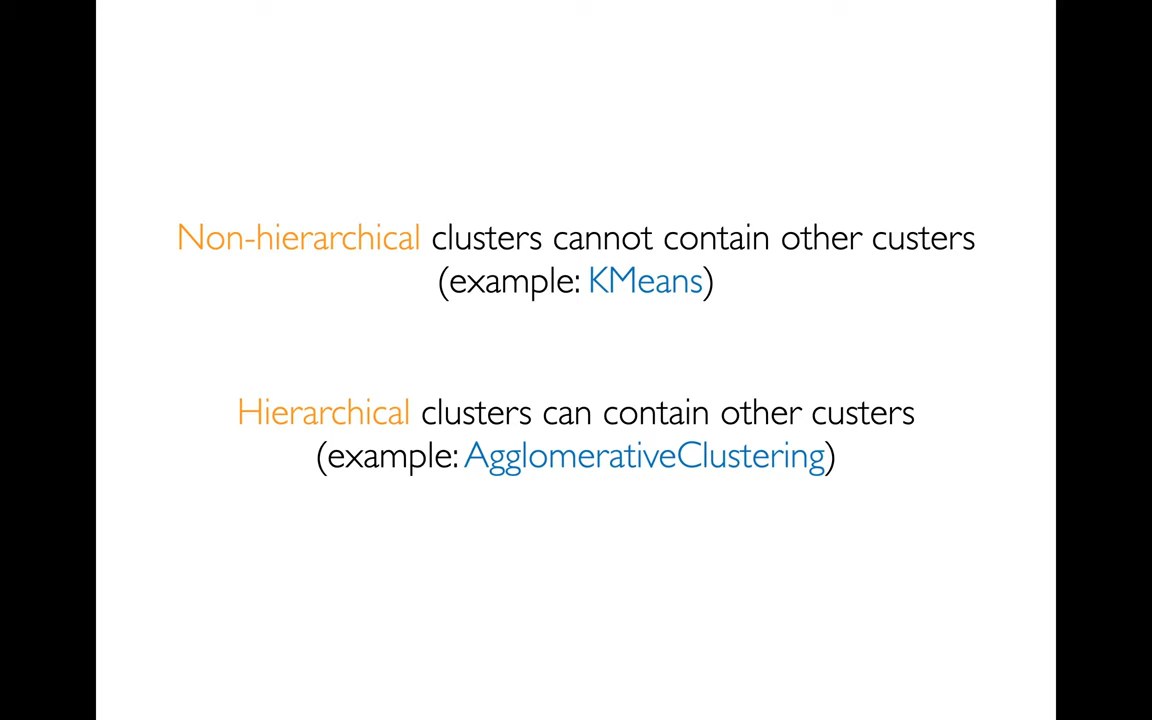 Non-hierarchical clusters cannot contain other custers
(example: KMeans)
Hierarchical clusters can contain other custers
(example: AgglomerativeClustering)